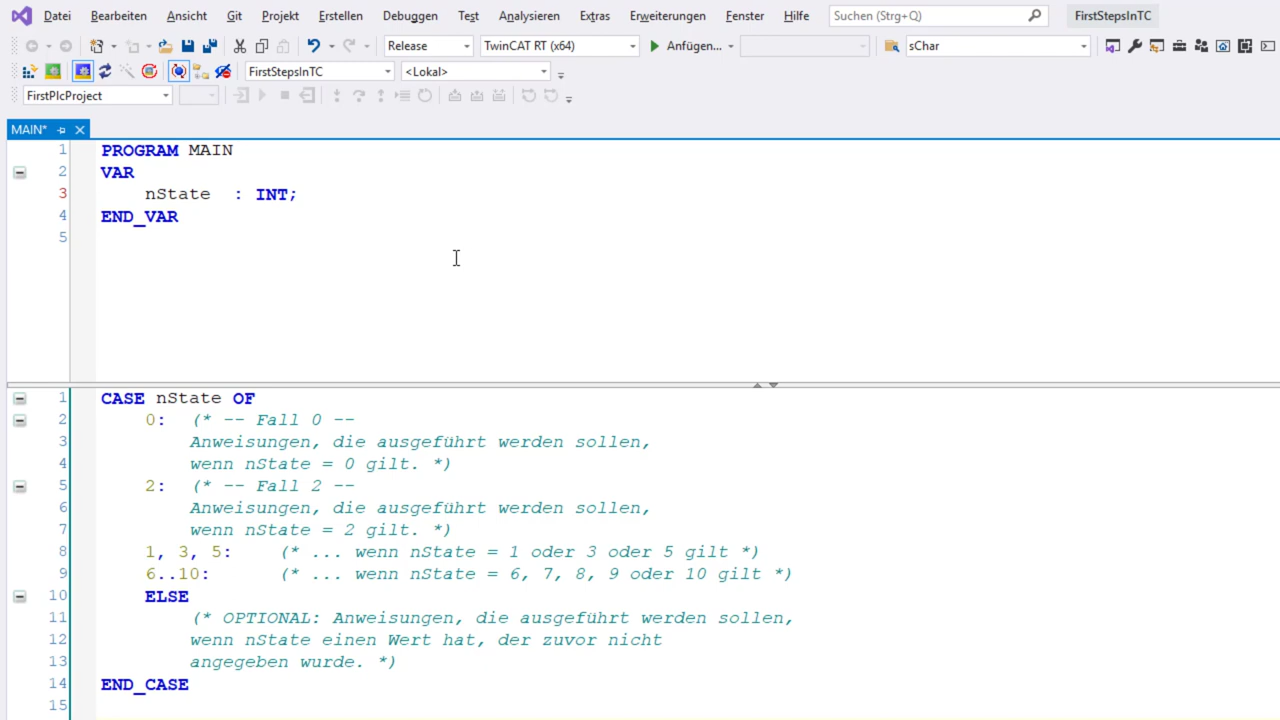 Datei Bearbeiten Ansicht Git Projekt Erstellen Debuggen Test Analysieren Extras Erweiterungen Fenster Hilfe Suchen (Strg+Q) FirstStepsInTC
Release TwinCAT RT (x64) Anfügen... sChar
FirstStepsInTC <Lokal>
FirstPlcProject
MAIN*
1 PROGRAM MAIN
2 VAR
3 nState : INT;
4 END_VAR
5
1 CASE nState OF
2 0: (* -- Fall 0 --
3 Anweisungen, die ausgeführt werden sollen,
4 wenn nState = 0 gilt. *)
5 2: (* -- Fall 2 --
6 Anweisungen, die ausgeführt werden sollen,
7 wenn nState = 2 gilt. *)
8 1, 3, 5: (* ... wenn nState = 1 oder 3 oder 5 gilt *)
9 6..10: (* ... wenn nState = 6, 7, 8, 9 oder 10 gilt *)
10 ELSE
11 (* OPTIONAL: Anweisungen, die ausgeführt werden sollen,
12 wenn nState einen Wert hat, der zuvor nicht
13 angegeben wurde. *)
14 END_CASE
15